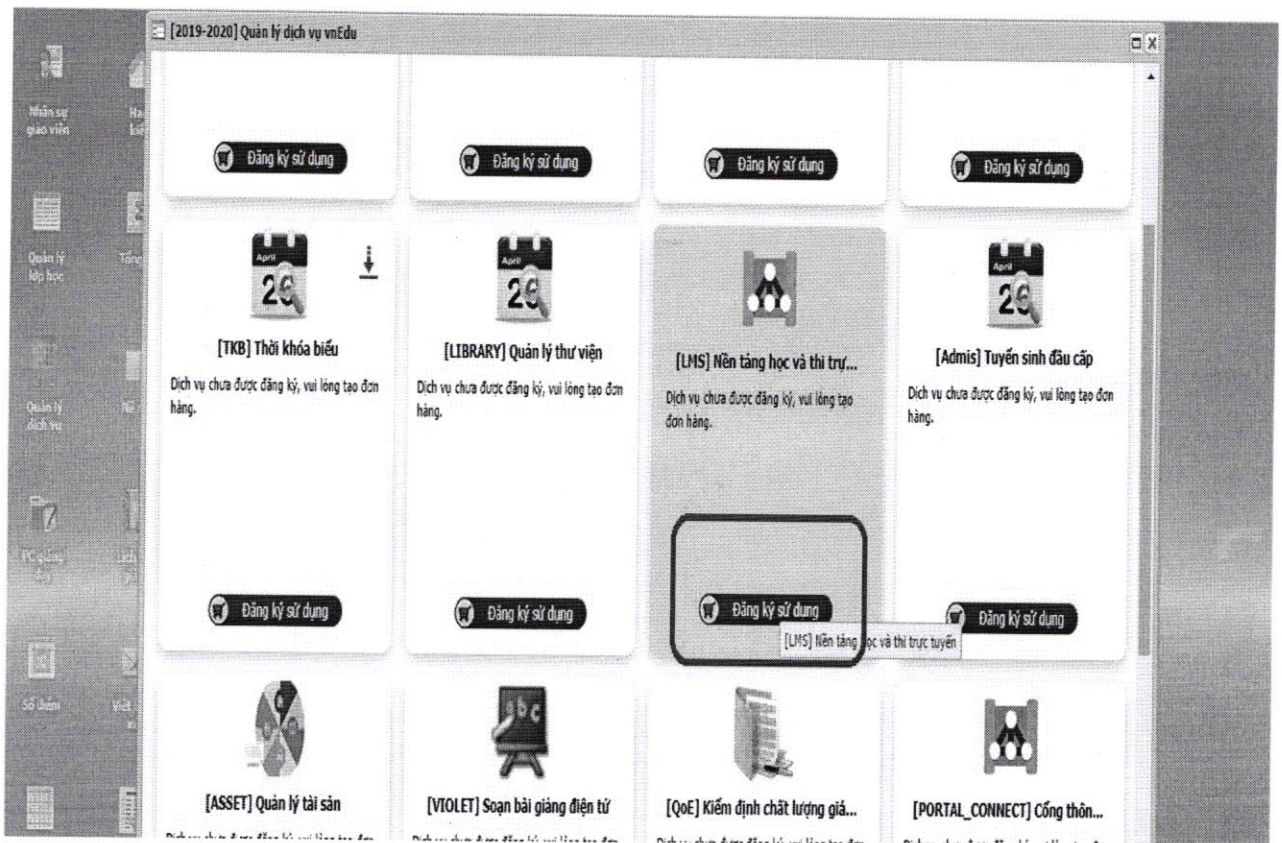 [2019-2020] Quản lý dịch vụ vnEdu
Nhân sự
giáo viên
Đăng ký sử dụng
Đăng ký sử dụng
Đăng ký sử dụng
Đăng ký sử dụng
Quản lý
lớp học
April
26
April
26
April
26
[TKB] Thời khóa biểu
[LIBRARY] Quản lý thư viện
[LMS] Nền tảng học và thi trự...
[Admis] Tuyển sinh đầu cấp
Dịch vụ chưa được đăng ký, vui lòng tạo đơn
hàng.
Dịch vụ chưa được đăng ký, vui lòng tạo đơn
hàng.
Dịch vụ chưa được đăng ký, vui lòng tạo
đơn hàng.
Dịch vụ chưa được đăng ký, vui lòng tạo đơn
hàng.
Quản lý
dịch vụ
PC giảng
Đăng ký sử dụng
Đăng ký sử dụng
Đăng ký sử dụng
Đăng ký sử dụng
[LMS] Nền tảng học và thi trực tuyến
Sổ điểm
Viết
abc
[ASSET] Quản lý tài sản
[VIOLET] Soạn bài giảng điện tử
[QoE] Kiểm định chất lượng giá...
[PORTAL_CONNECT] Cổng thôn...